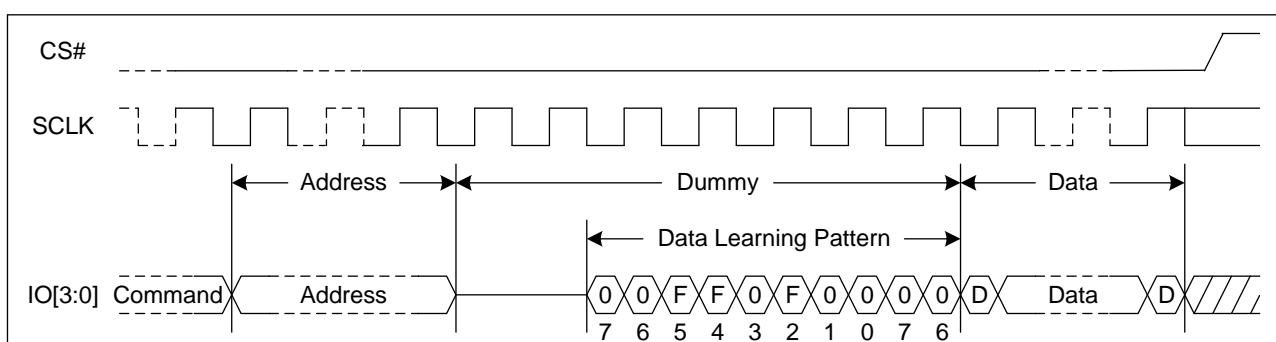 CS#
SCLK
Address Dummy Data
Data Learning Pattern
IO[3:0] Command Address 0 0 F F 0 F 0 0 0 0 D Data D
7 6 5 4 3 2 1 0 7 6